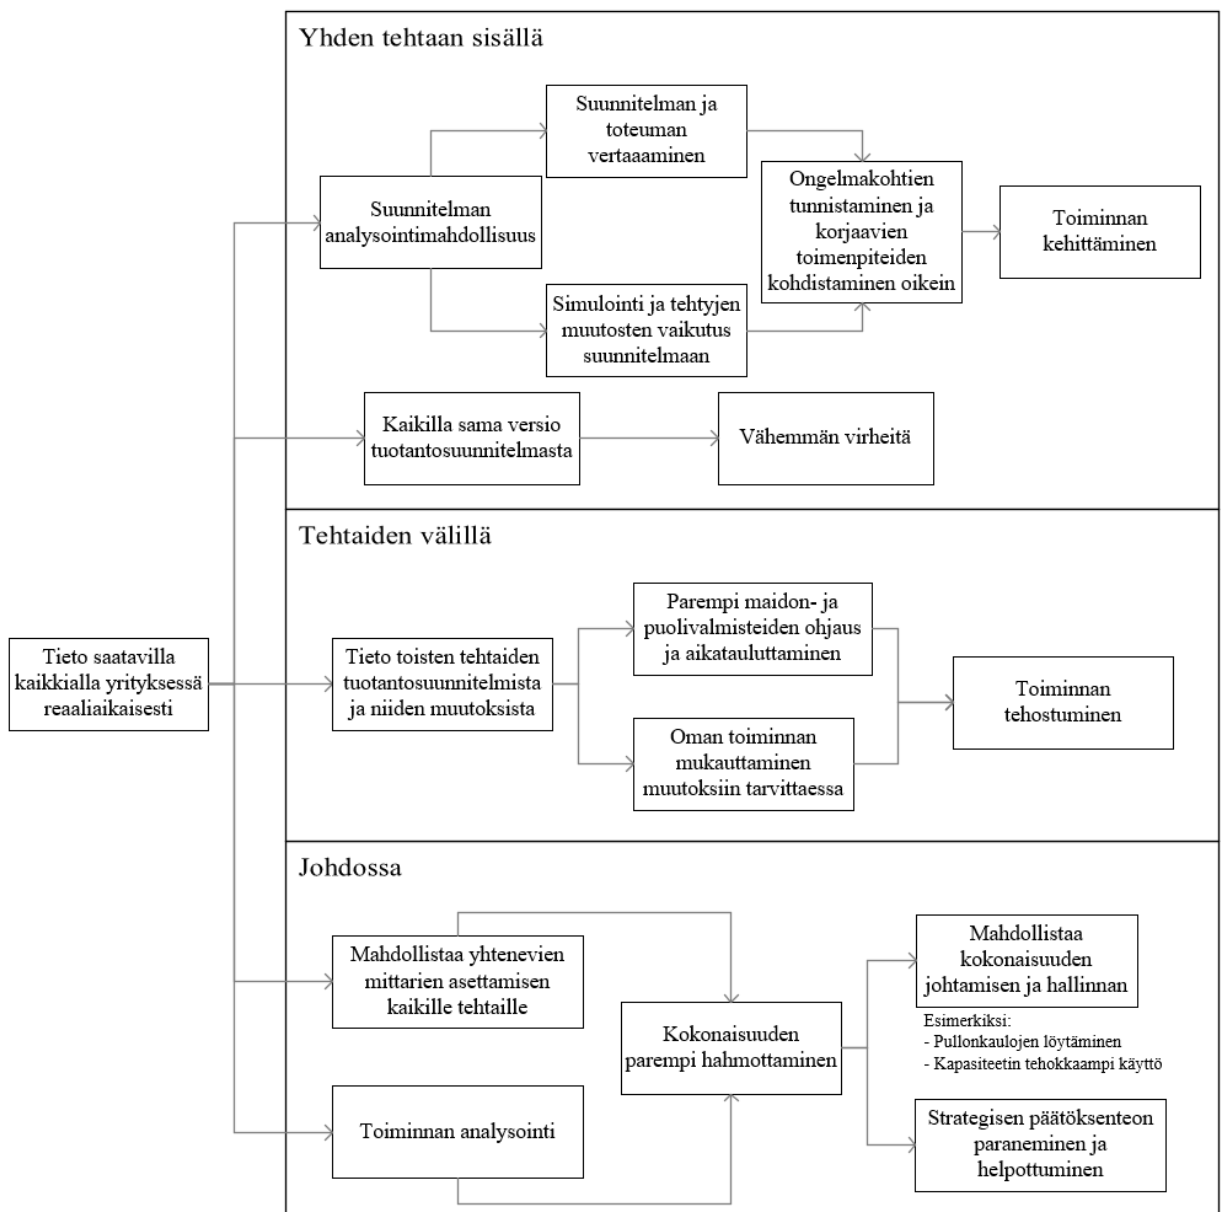 Yhden tehtaan sisällä
Suunnitelman ja
toteuman
vertaaaminen
Suunnitelman
analysointimahdollisuus
Ongelmakohtien
tunnistaminen ja
korjaavien
toimenpiteiden
kohdistaminen oikein
Toiminnan
kehittäminen
Simulointi ja tehtyjen
muutosten vaikutus
suunnitelmaan
Kaikilla sama versio
tuotantosuunnitelmasta
Vähemmän virheitä
Tehtaiden välillä
Tieto saatavilla
kaikkialla yrityksessä
reaaliaikaisesti
Tieto toisten tehtaiden
tuotantosuunnitelmista
ja niiden muutoksista
Parempi maidon- ja
puolivalmisteiden ohjaus
ja aikatauluttaminen
Oman toiminnan
mukauttaminen
muutoksiin tarvittaessa
Toiminnan
tehostuminen
Johdossa
Mahdollistaa yhtenevien
mittarien asettamisen
kaikille tehtaille
Toiminnan analysointi
Kokonaisuuden
parempi hahmottaminen
Mahdollistaa
kokonaisuuden
johtamisen ja hallinnan
Esimerkiksi:
- Pullonkaulojen löytäminen
- Kapasiteetin tehokkaampi käyttö
Strategisen päätöksenteon
paraneminen ja
helpottuminen